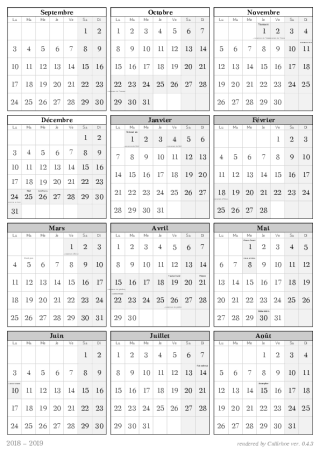 Septembre
Lu Ma Me Je Ve Sa Di
1 2
3 4 5 6 7 8 9
10 11 12 13 14 15 16
17 18 19 20 21 22 23
24 25 26 27 28 29 30
Octobre
Lu Ma Me Je Ve Sa Di
1 2 3 4 5 6 7
8 9 10 11 12 13 14
15 16 17 18 19 20 21
22 23 24 25 26 27 28
29 30 31
Novembre
Lu Ma Me Je Ve Sa Di
1 2 3 4
5 6 7 8 9 10 11
12 13 14 15 16 17 18
19 20 21 22 23 24 25
26 27 28 29 30
Décembre
Lu Ma Me Je Ve Sa Di
1 2
3 4 5 6 7 8 9
10 11 12 13 14 15 16
17 18 19 20 21 22 23
24 25 26 27 28 29 30
31
Janvier
Lu Ma Me Je Ve Sa Di
1 2 3 4 5 6
7 8 9 10 11 12 13
14 15 16 17 18 19 20
21 22 23 24 25 26 27
28 29 30 31
Février
Lu Ma Me Je Ve Sa Di
1 2 3
4 5 6 7 8 9 10
11 12 13 14 15 16 17
18 19 20 21 22 23 24
25 26 27 28
Mars
Lu Ma Me Je Ve Sa Di
1 2 3
4 5 6 7 8 9 10
11 12 13 14 15 16 17
18 19 20 21 22 23 24
25 26 27 28 29 30 31
Avril
Lu Ma Me Je Ve Sa Di
1 2 3 4 5 6 7
8 9 10 11 12 13 14
15 16 17 18 19 20 21
22 23 24 25 26 27 28
29 30
Mai
Lu Ma Me Je Ve Sa Di
1 2 3 4 5
6 7 8 9 10 11 12
13 14 15 16 17 18 19
20 21 22 23 24 25 26
27 28 29 30 31
Juin
Lu Ma Me Je Ve Sa Di
1 2
3 4 5 6 7 8 9
10 11 12 13 14 15 16
17 18 19 20 21 22 23
24 25 26 27 28 29 30
Juillet
Lu Ma Me Je Ve Sa Di
1 2 3 4 5 6 7
8 9 10 11 12 13 14
15 16 17 18 19 20 21
22 23 24 25 26 27 28
29 30 31
Août
Lu Ma Me Je Ve Sa Di
1 2 3 4
5 6 7 8 9 10 11
12 13 14 15 16 17 18
19 20 21 22 23 24 25
26 27 28 29 30 31
2018 – 2019